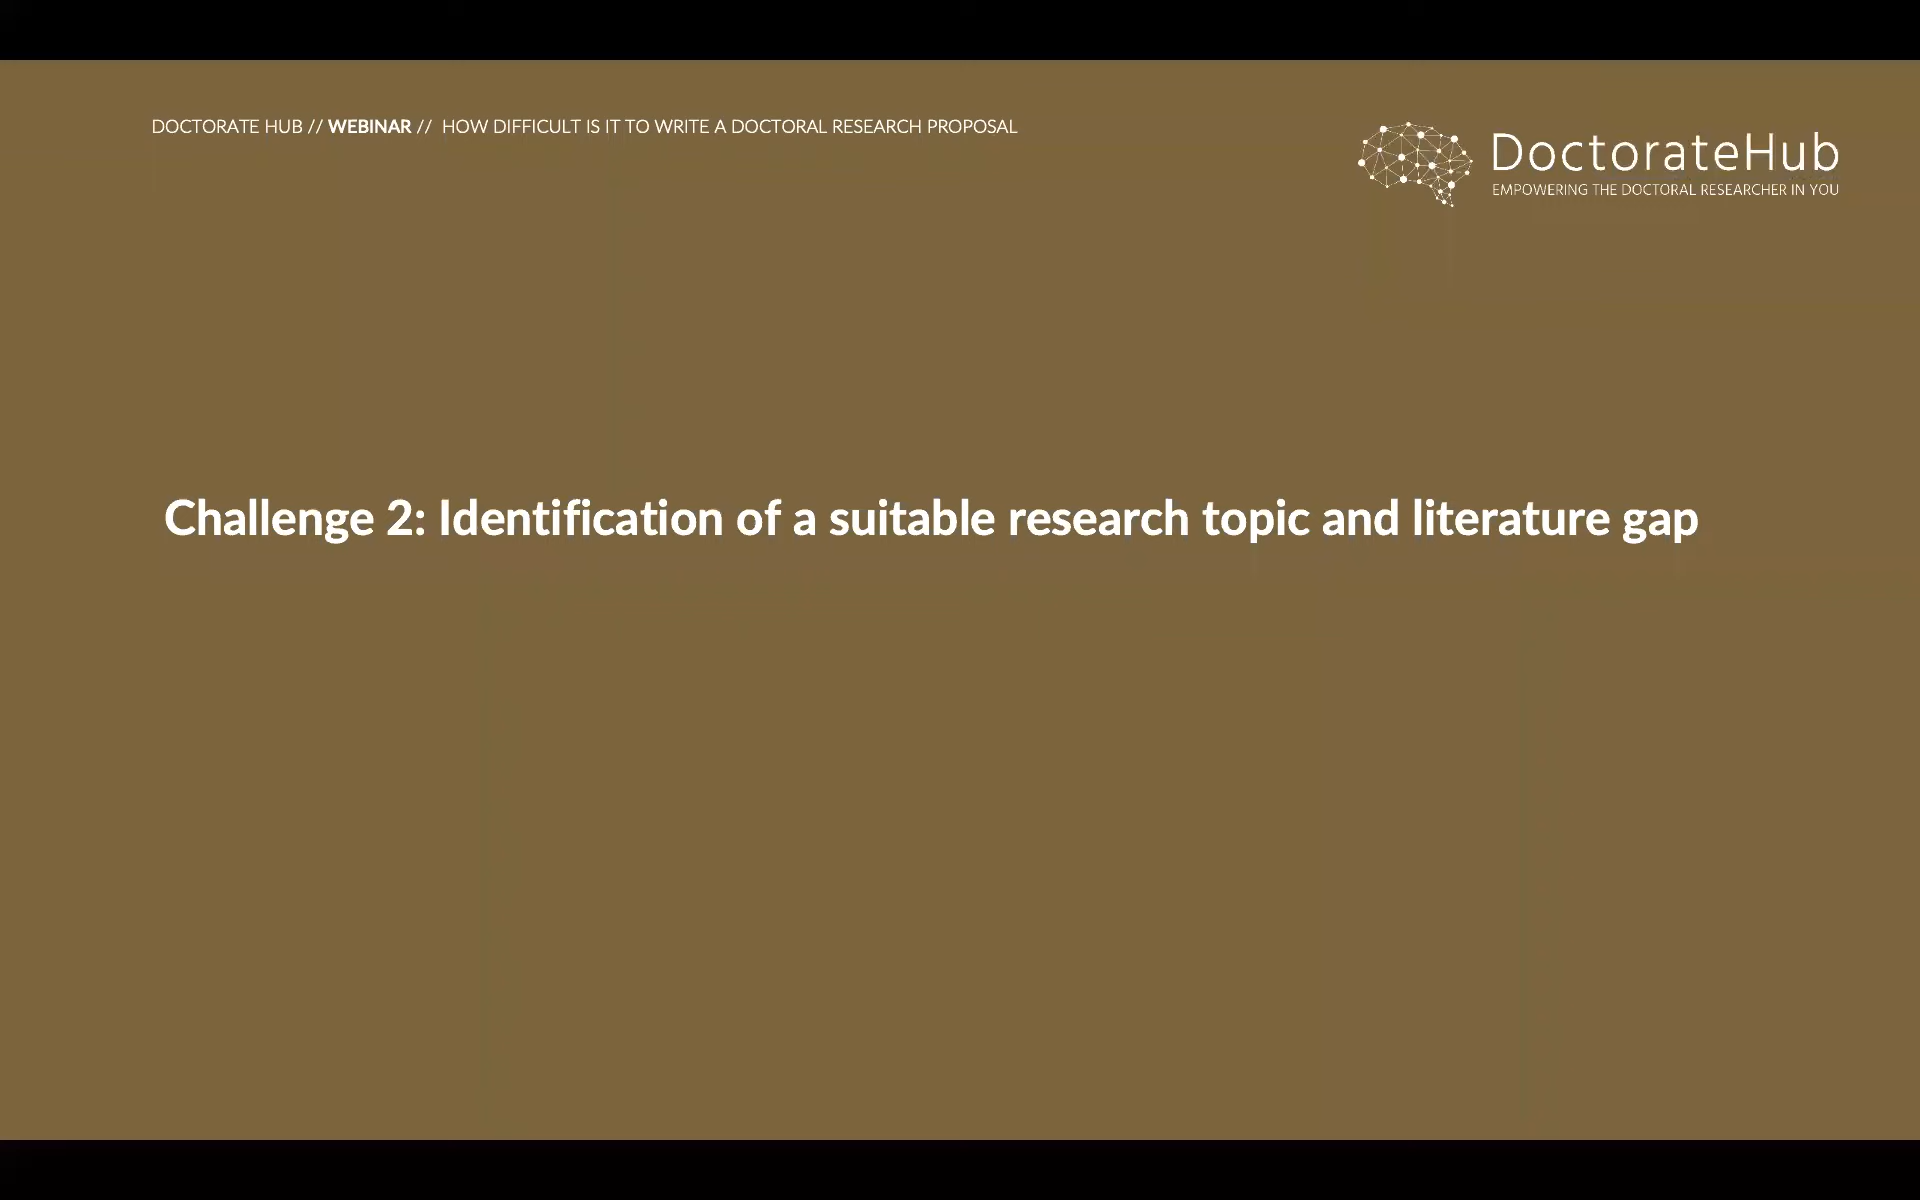 DOCTORATE HUB // WEBINAR // HOW DIFFICULT IS IT TO WRITE A DOCTORAL RESEARCH PROPOSAL
DoctorateHub
EMPOWERING THE DOCTORAL RESEARCHER IN YOU
Challenge 2: Identification of a suitable research topic and literature gap